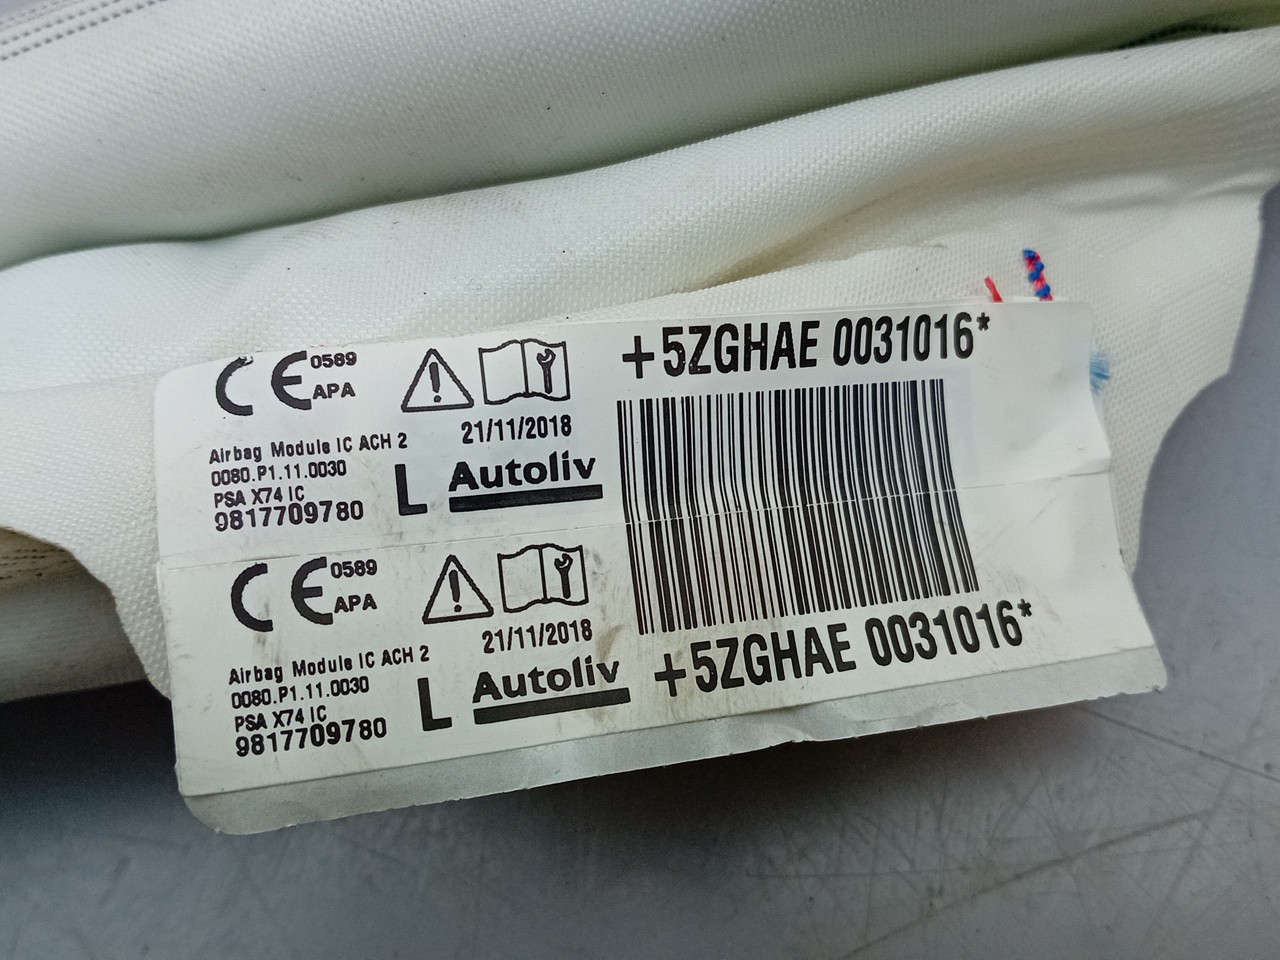 CE 0589
APA
+5ZGHAE 0031016*
21/11/2018
Airbag Module IC ACH 2
0080.P1.11.0030
PSA X74 IC
9817709780
L Autoliv
CE 0589
APA
21/11/2018
Airbag Module IC ACH 2
0080.P1.11.0030
PSA X74 IC
9817709780
L Autoliv
+5ZGHAE 0031016*